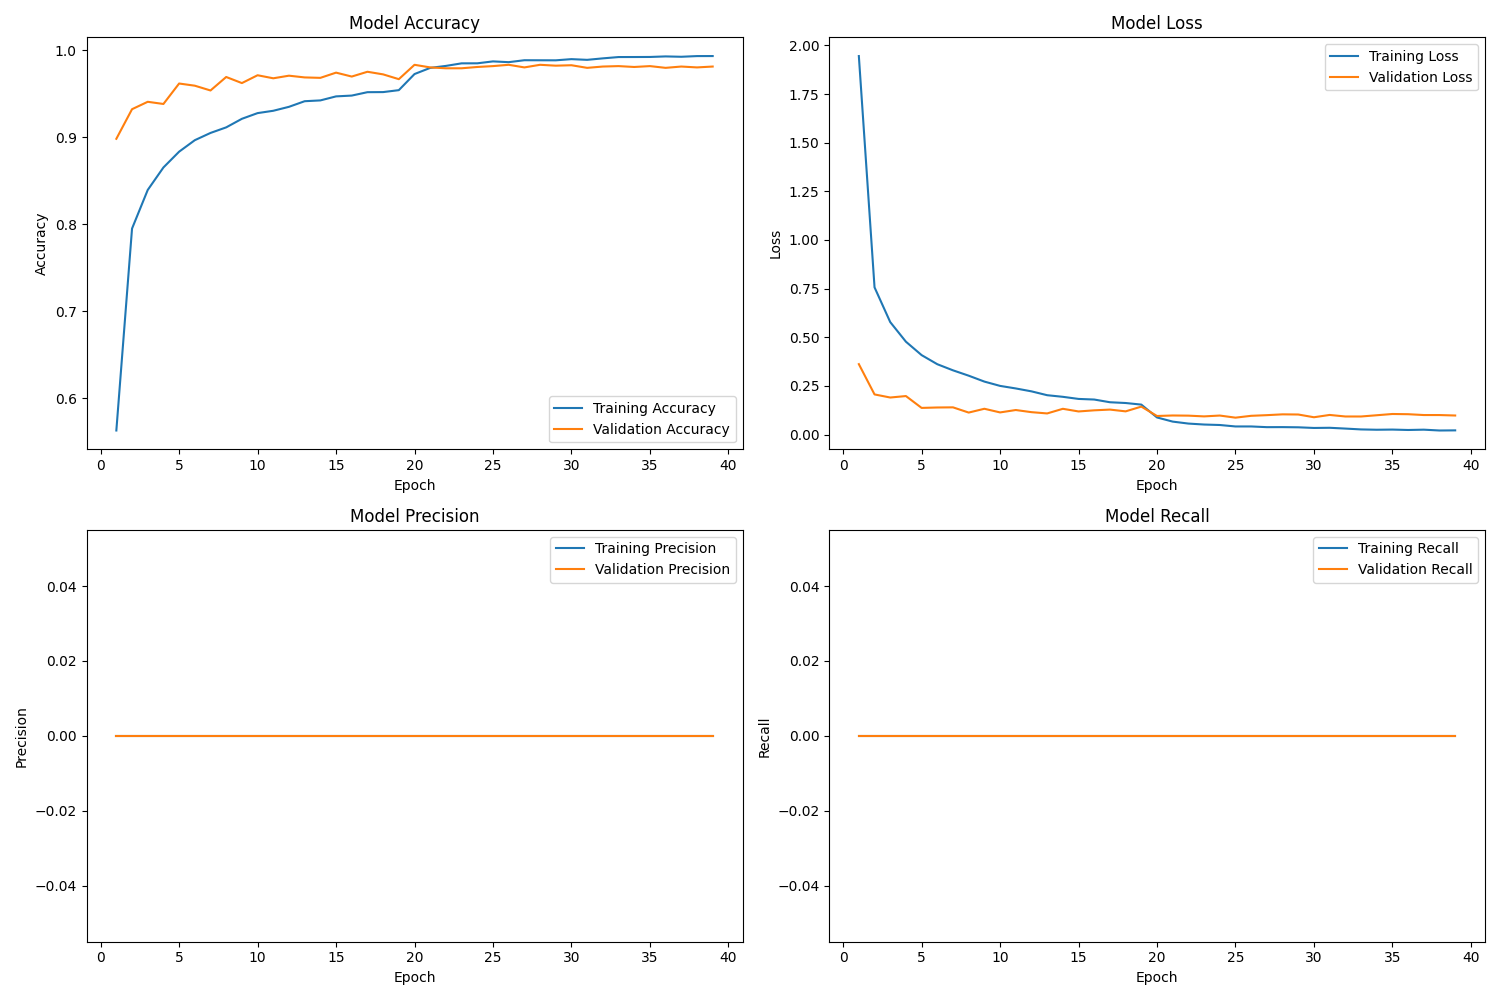 Model Accuracy
Accuracy
1.0
0.9
0.8
0.7
0.6
Training Accuracy
Validation Accuracy
0 5 10 15 20 25 30 35 40
Epoch
Model Loss
Loss
2.00
1.75
1.50
1.25
1.00
0.75
0.50
0.25
0.00
Training Loss
Validation Loss
0 5 10 15 20 25 30 35 40
Epoch
Model Precision
Precision
0.04
0.02
0.00
−0.02
−0.04
Training Precision
Validation Precision
0 5 10 15 20 25 30 35 40
Epoch
Model Recall
Recall
0.04
0.02
0.00
−0.02
−0.04
Training Recall
Validation Recall
0 5 10 15 20 25 30 35 40
Epoch